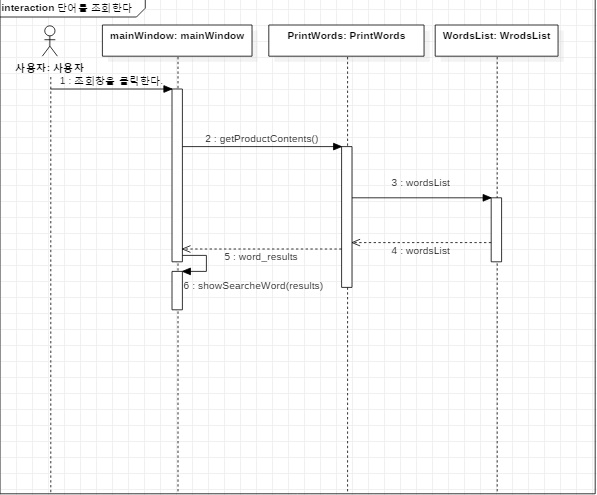 interaction 단어를 조회한다
mainWindow: mainWindow
PrintWords: PrintWords
WordsList: WrodsList
사용자: 사용자
1 : 조회창을 클릭한다.
2 : getProductContents()
3 : wordsList
4 : wordsList
5 : word_results
6 : showSearcheWord(results)